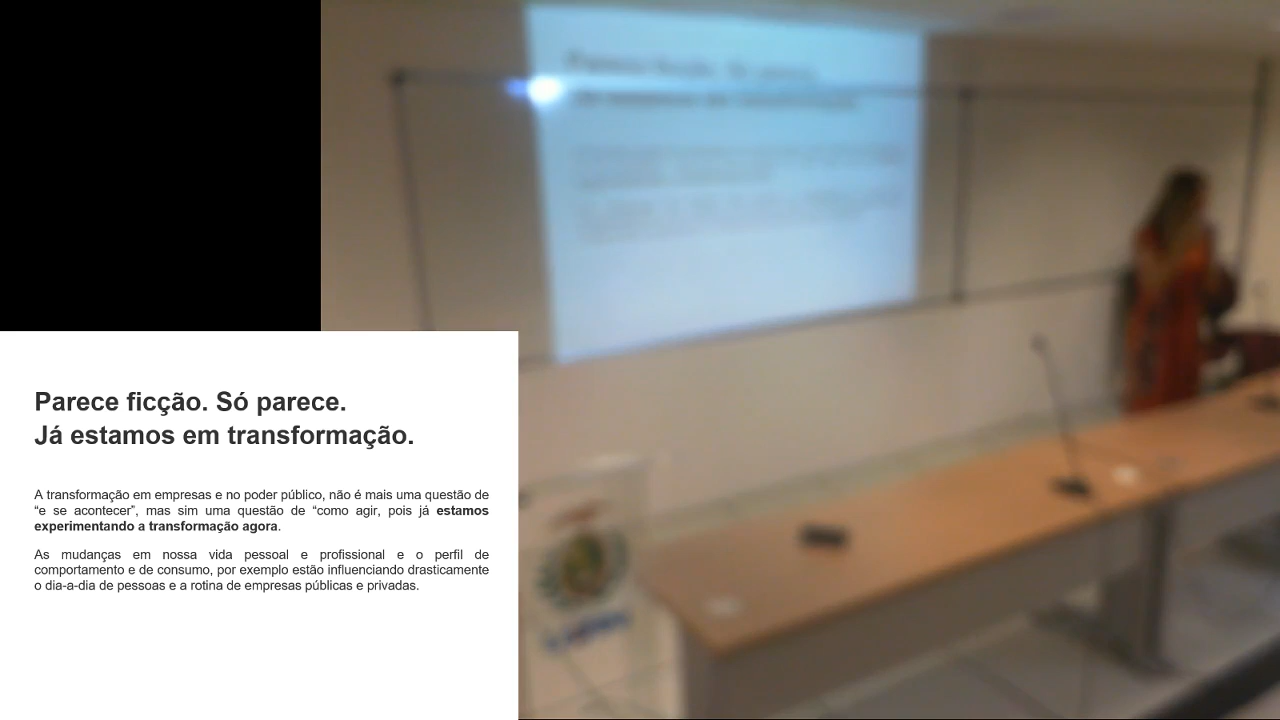 Parece ficção. Só parece.
Já estamos em transformação.
A transformação em empresas e no poder público, não é mais uma questão de
“e se acontecer”, mas sim uma questão de “como agir, pois já estamos
experimentando a transformação agora.
As mudanças em nossa vida pessoal e profissional e o perfil de
comportamento e de consumo, por exemplo estão influenciando drasticamente
o dia-a-dia de pessoas e a rotina de empresas públicas e privadas.